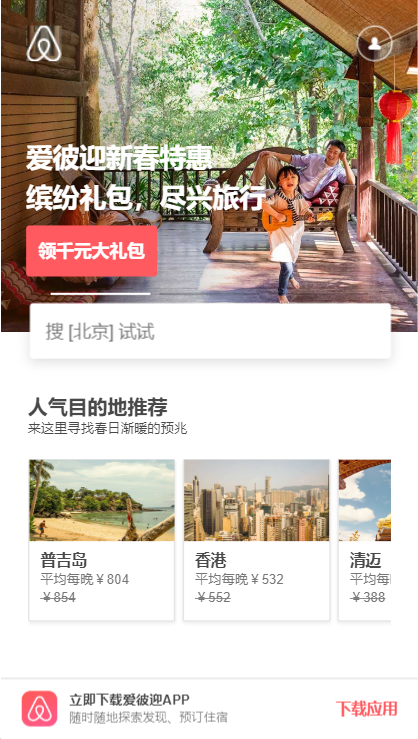 爱彼迎新春特惠
缤纷礼包，尽兴旅行
领千元大礼包
搜 [北京] 试试
人气目的地推荐
来这里寻找春日渐暖的预兆
普吉岛
平均每晚￥804
￥854
香港
平均每晚￥532
￥552
清迈
平均每
￥388
立即下载爱彼迎APP
随时随地探索发现、预订住宿
下载应用